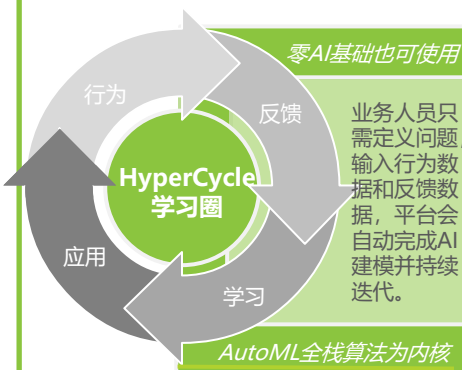 零AI基础也可使用
行为
反馈
业务人员只
需定义问题,
输入行为数
据和反馈数
据，平台会
自动完成AI
建模并持续
迭代。
HyperCycle
学习圈
应用
学习
AutoML全栈算法为内核